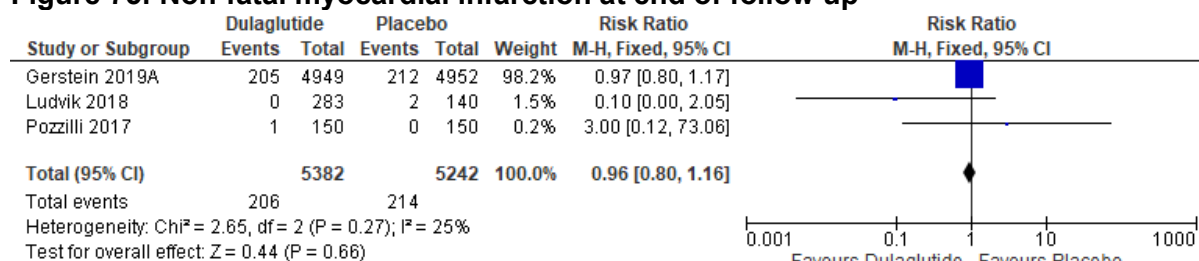 Figure 70: Non-fatal myocardial infarction at end of follow-up
Dulaglutide Placebo Risk Ratio Risk Ratio
Study or Subgroup Events Total Events Total Weight M-H, Fixed, 95% CI M-H, Fixed, 95% CI
Gerstein 2019A 205 4949 212 4952 98.2% 0.97 [0.80, 1.17]
Ludvik 2018 0 283 2 140 1.5% 0.10 [0.00, 2.05]
Pozzilli 2017 1 150 0 150 0.2% 3.00 [0.12, 73.06]
Total (95% CI) 5382 5242 100.0% 0.96 [0.80, 1.16]
Total events 206 214
Heterogeneity: Chi² = 2.65, df = 2 (P = 0.27); I² = 25%
Test for overall effect: Z = 0.44 (P = 0.66)
0.001 0.1 1 10 1000
Favours Dulaglutide Favours Placebo